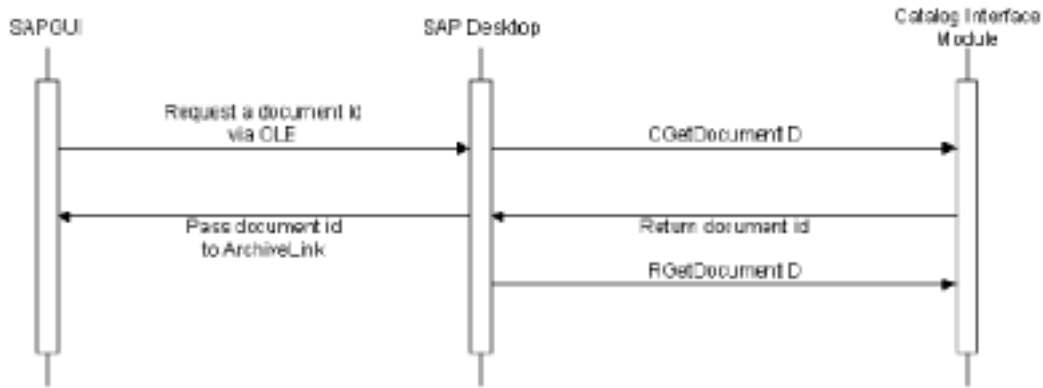 SAPGUI
SAP Desktop
Catalog Interface
Module
Request a document id
via OLE
CGetDocumentID
Pass document id
to ArchiveLink
Return document id
RGetDocumentID